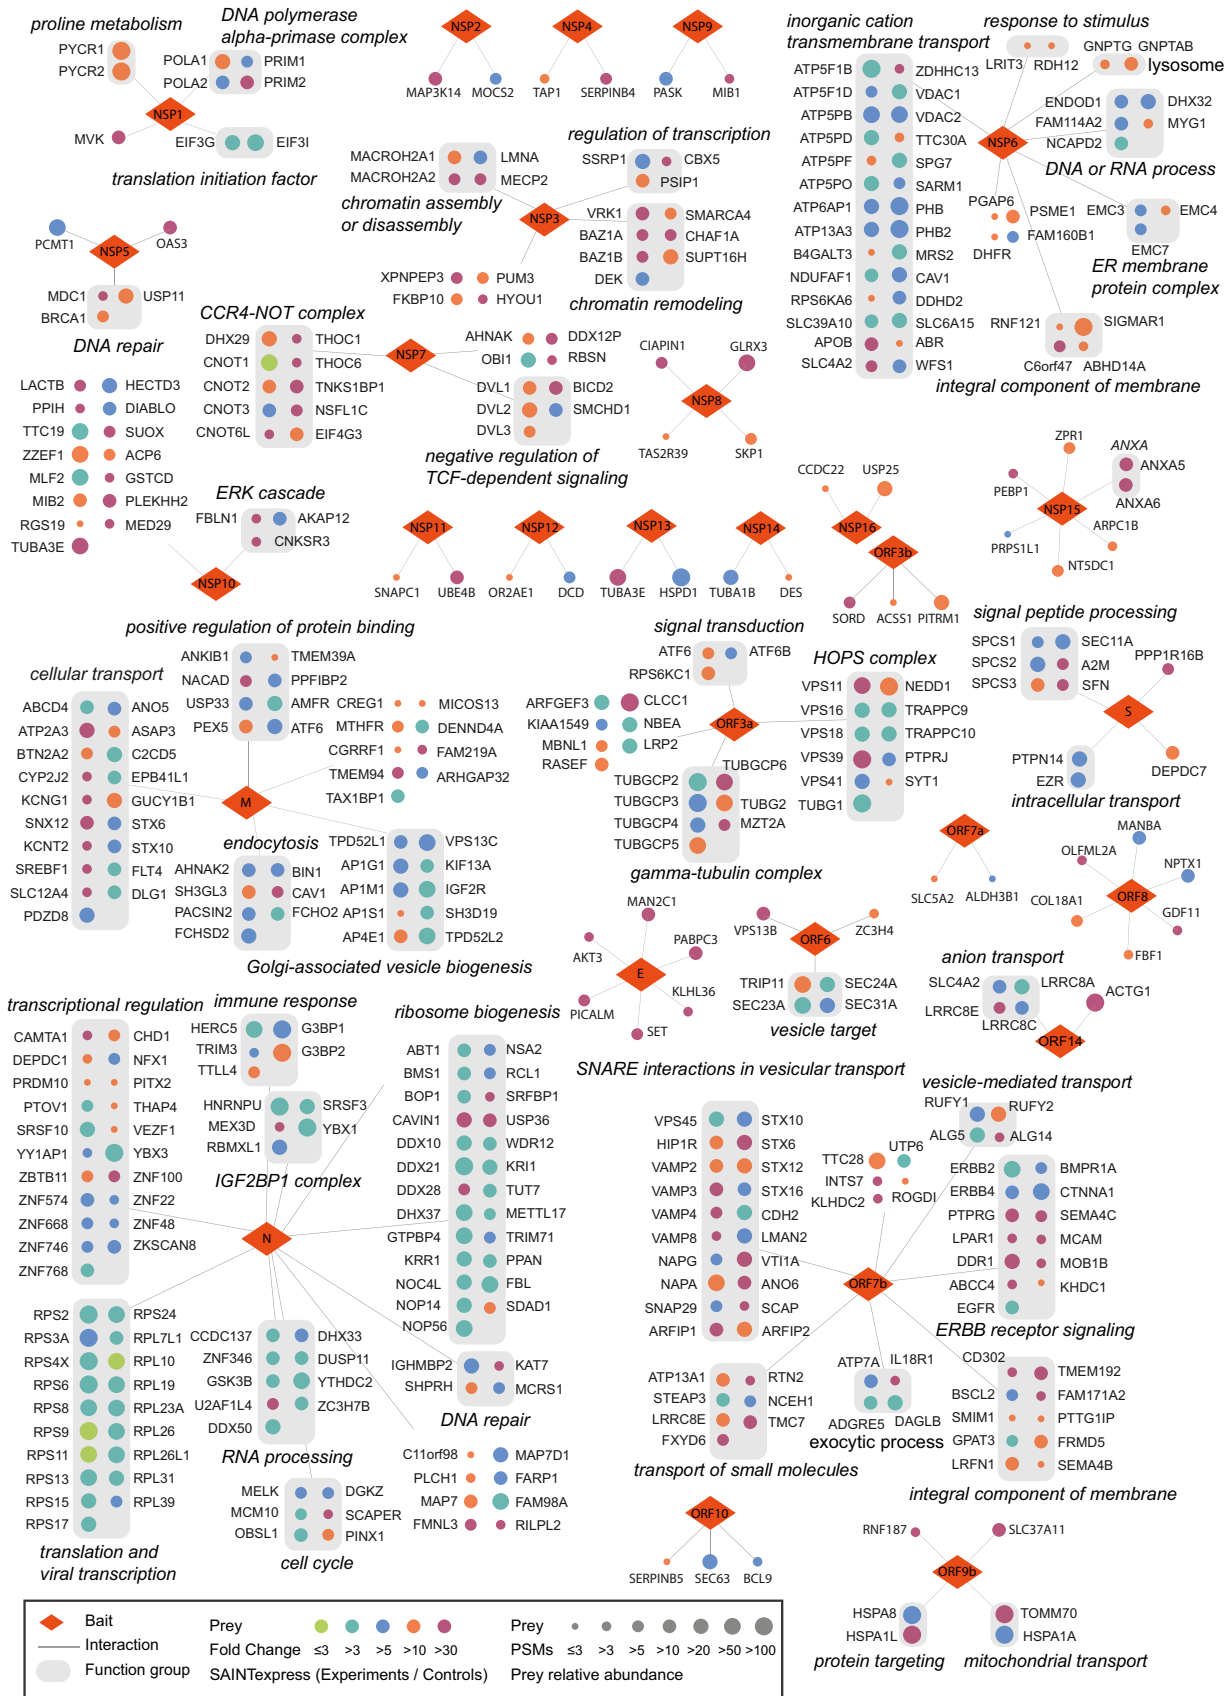 proline metabolism
PYCR1
PYCR2
DNA polymerase
alpha-primase complex
POLA1 PRIM1
POLA2 PRIM2
NSP1
MVK
EIF3G EIF3I
translation initiation factor
NSP2
MAP3K14 MOCS2
NSP4
TAP1 SERPINB4
NSP9
PASK MIB1
inorganic cation
transmembrane transport
ATP5F1B ZDHHC13
ATP5F1D VDAC1
ATP5PB VDAC2
ATP5PD TTC30A
ATP5PF SPG7
ATP5PO SARM1
ATP6AP1 PHB
ATP13A3 PHB2
B4GALT3 MRS2
NDUFAF1 CAV1
RPS6KA6 DDHD2
SLC39A10 SLC6A15
APOB ABR
SLC4A2 WFS1
response to stimulus
LRIT3 RDH12
GNPTG GNPTAB
lysosome
ENDOD1 DHX32
FAM114A2 MYG1
NCAPD2
DNA or RNA process
NSP6
PGAP6 PSME1
DHFR FAM160B1
EMC3 EMC4
EMC7
ER membrane
protein complex
RNF121 SIGMAR1
C6orf47 ABHD14A
integral component of membrane
regulation of transcription
SSRP1 CBX5
PSIP1
MACROH2A1 LMNA
MACROH2A2 MECP2
chromatin assembly
or disassembly
NSP3
VRK1 SMARCA4
BAZ1A CHAF1A
BAZ1B SUPT16H
DEK
chromatin remodeling
XPNPEP3 PUM3
FKBP10 HYOU1
PCMT1 OAS3
NSP5
MDC1 USP11
BRCA1
DNA repair
CCR4-NOT complex
DHX29 THOC1
CNOT1 THOC6
CNOT2 TNKS1BP1
CNOT3 NSFL1C
CNOT6L EIF4G3
NSP7
AHNAK DDX12P
OBI1 RBSN
DVL1 BICD2
DVL2 SMCHD1
DVL3
negative regulation of
TCF-dependent signaling
CIAPIN1 GLRX3
NSP8
TAS2R39 SKP1
LACTB HECTD3
PPIH DIABLO
TTC19 SUOX
ZZEF1 ACP6
MLF2 GSTCD
MIB2 PLEKHH2
RGS19 MED29
TUBA3E
ERK cascade
FBLN1 AKAP12
CNKSR3
NSP10
NSP11
SNAPC1 UBE4B
NSP12
OR2AE1 DCD
NSP13
TUBA3E HSPD1
NSP14
TUBA1B DES
CCDC22 USP25
NSP16
ORF3b
SORD ACSS1 PITRM1
ZPR1 ANXA
ANXA5
ANXA6
PEBP1
NSP15
PRPS1L1 ARPC1B
NT5DC1
positive regulation of protein binding
ANKIB1 TMEM39A
NACAD PPFIBP2
USP33 AMFR
PEX5 ATF6
cellular transport
ABCD4 ANO5
ATP2A3 ASAP3
BTN2A2 C2CD5
CYP2J2 EPB41L1
KCNG1 GUCY1B1
SNX12 STX6
KCNT2 STX10
SREBF1 FLT4
SLC12A4 DLG1
PDZD8
M
CREG1 MICOS13
MTHFR DENND4A
CGRRF1 FAM219A
TMEM94 ARHGAP32
TAX1BP1
endocytosis
AHNAK2 BIN1
SH3GL3 CAV1
PACSIN2 FCHO2
FCHSD2
TPD52L1 VPS13C
AP1G1 KIF13A
AP1M1 IGF2R
AP1S1 SH3D19
AP4E1 TPD52L2
Golgi-associated vesicle biogenesis
signal transduction
ATF6 ATF6B
RPS6KC1
ARFGEF3 CLCC1
KIAA1549 NBEA
MBNL1 LRP2
RASEF
ORF3a
HOPS complex
VPS11 NEDD1
VPS16 TRAPPC9
VPS18 TRAPPC10
VPS39 PTPRJ
VPS41 SYT1
TUBG1
TUBGCP6
TUBGCP2
TUBGCP3 TUBG2
TUBGCP4 MZT2A
TUBGCP5
gamma-tubulin complex
signal peptide processing
SPCS1 SEC11A
SPCS2 A2M
SPCS3 SFN
PPP1R16B
S
PTPN14
EZR
DEPDC7
intracellular transport
ORF7a
SLC5A2 ALDH3B1
OLFML2A MANBA
NPTX1
COL18A1 ORF8 GDF11
FBF1
MAN2C1
AKT3 PABPC3
E
PICALM KLHL36
SET
VPS13B ZC3H4
ORF6
TRIP11 SEC24A
SEC23A SEC31A
vesicle target
anion transport
SLC4A2 LRRC8A
LRRC8E LRRC8C
ACTG1
ORF14
transcriptional regulation
CAMTA1 CHD1
DEPDC1 NFX1
PRDM10 PITX2
PTOV1 THAP4
SRSF10 VEZF1
YY1AP1 YBX3
ZBTB11 ZNF100
ZNF574 ZNF22
ZNF668 ZNF48
ZNF746 ZKSCAN8
ZNF768
immune response
HERC5 G3BP1
TRIM3 G3BP2
TTLL4
HNRNPU SRSF3
MEX3D YBX1
RBMXL1
IGF2BP1 complex
N
ribosome biogenesis
ABT1 NSA2
BMS1 RCL1
BOP1 SRFBP1
CAVIN1 USP36
DDX10 WDR12
DDX21 KRI1
DDX28 TUT7
DHX37 METTL17
GTPBP4 TRIM71
KRR1 PPAN
NOC4L FBL
NOP14 SDAD1
NOP56
RPS2 RPS24
RPS3A RPL7L1
RPS4X RPL10
RPS6 RPL19
RPS8 RPL23A
RPS9 RPL26
RPS11 RPL26L1
RPS13 RPL31
RPS15 RPL39
RPS17
translation and
viral transcription
CCDC137 DHX33
ZNF346 DUSP11
GSK3B YTHDC2
U2AF1L4 ZC3H7B
DDX50
RNA processing
MELK DGKZ
MCM10 SCAPER
OBSL1 PINX1
cell cycle
IGHMBP2 KAT7
SHPRH MCRS1
DNA repair
C11orf98 MAP7D1
PLCH1 FARP1
MAP7 FAM98A
FMNL3 RILPL2
SNARE interactions in vesicular transport
VPS45 STX10
HIP1R STX6
VAMP2 STX12
VAMP3 STX16
VAMP4 CDH2
VAMP8 LMAN2
NAPG VTI1A
NAPA ANO6
SNAP29 SCAP
ARFIP1 ARFIP2
vesicle-mediated transport
RUFY1 RUFY2
ALG5 ALG14
TTC28 UTP6
INTS7
KLHDC2 ROGDI
ORF7b
ERBB2 BMPR1A
ERBB4 CTNNA1
PTPRG SEMA4C
LPAR1 MCAM
DDR1 MOB1B
ABCC4 KHDC1
EGFR
ERBB receptor signaling
ATP13A1 RTN2
STEAP3 NCEH1
LRRC8E TMC7
FXYD6
transport of small molecules
ATP7A IL18R1
ADGRE5 DAGLB
exocytic process
CD302 TMEM192
BSCL2 FAM171A2
SMIM1 PTTG1IP
GPAT3 FRMD5
LRFN1 SEMA4B
integral component of membrane
ORF10
SERPINB5 SEC63 BCL9
RNF187 SLC37A11
ORF9b
HSPA8 TOMM70
HSPA1L HSPA1A
protein targeting mitochondrial transport
Bait
Interaction
Function group
Prey
Fold Change ≤3 >3 >5 >10 >30
SAINTexpress (Experiments / Controls)
Prey
PSMs ≤3 >3 >5 >10 >20 >50 >100
Prey relative abundance